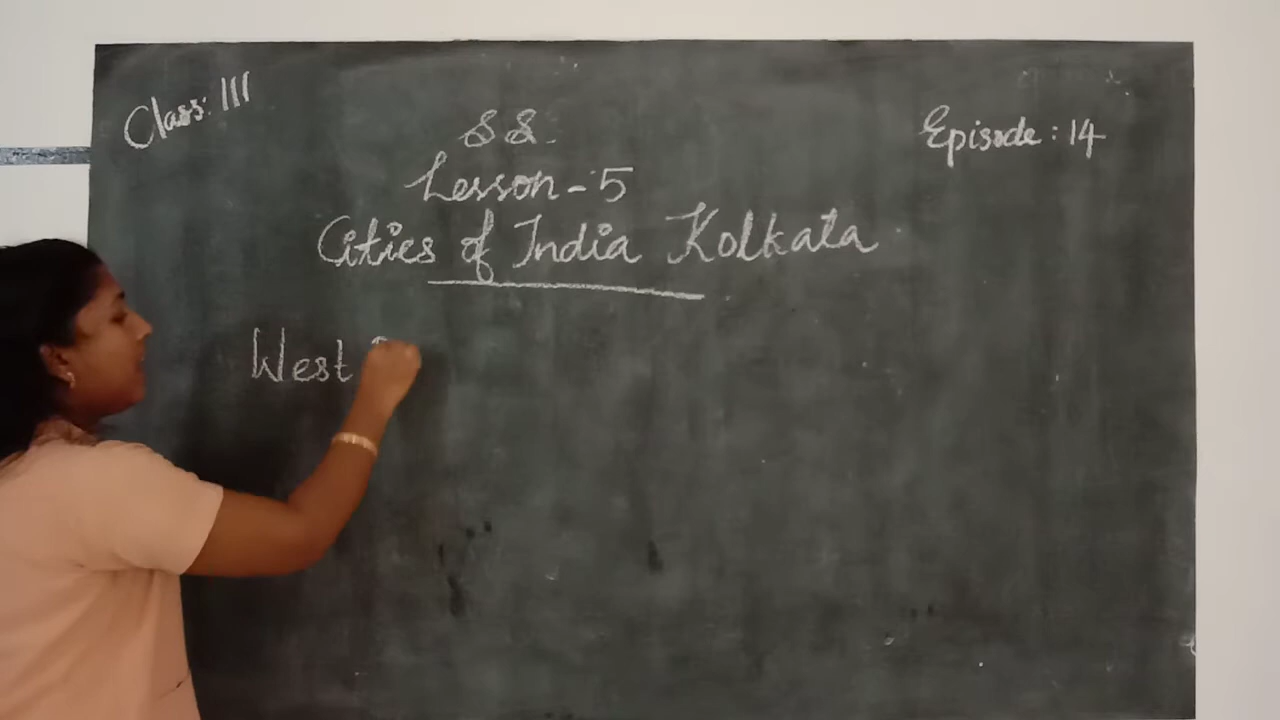 Class: III
Episode: 14
S S.
Lesson - 5
Cities of India Kolkata
West